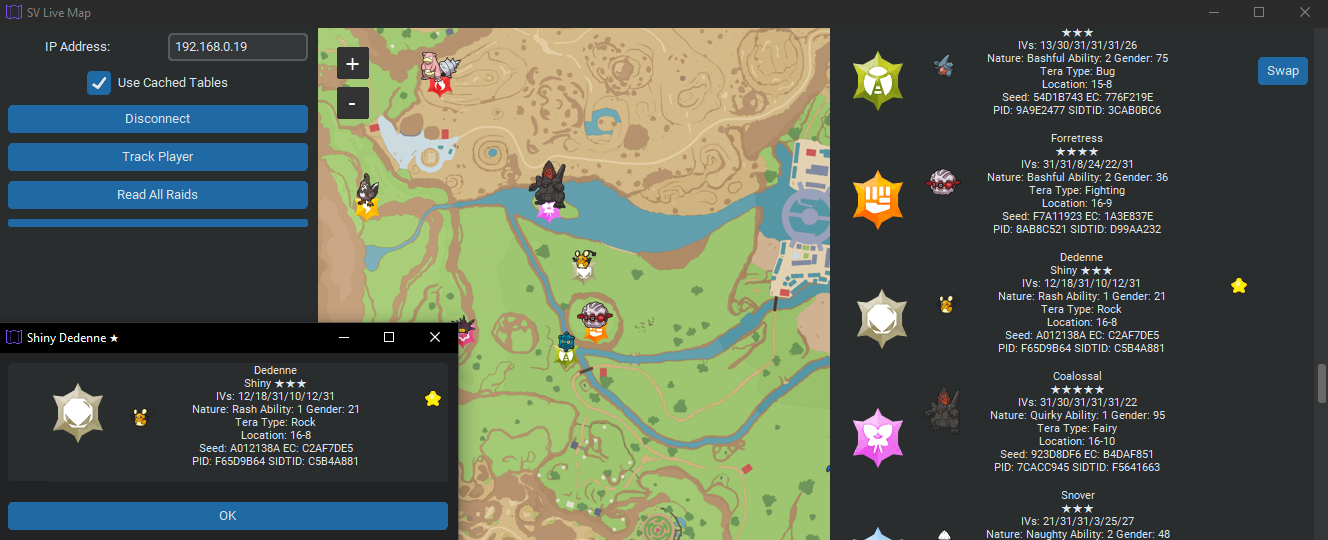 SV Live Map
IP Address:
192.168.0.19
Use Cached Tables
Disconnect
Track Player
Read All Raids
+
-
Shiny Dedenne ★
Dedenne
Shiny ★★★
IVs: 12/18/31/10/12/31
Nature: Rash Ability: 1 Gender: 21
Tera Type: Rock
Location: 16-8
Seed: A012138A EC: C2AF7DE5
PID: F65D9B64 SIDTID: C5B4A881
OK
★★★
IVs: 13/30/31/31/31/26
Nature: Bashful Ability: 2 Gender: 75
Tera Type: Bug
Location: 15-8
Seed: 54D1B743 EC: 776F219E
PID: 9A9E2477 SIDTID: 3CAB0BC6
Swap
Forretress
★★★★
IVs: 31/31/8/24/22/31
Nature: Bashful Ability: 2 Gender: 36
Tera Type: Fighting
Location: 16-9
Seed: F7A11923 EC: 1A3E837E
PID: 8AB8C521 SIDTID: D99AA232
Dedenne
Shiny ★★★
IVs: 12/18/31/10/12/31
Nature: Rash Ability: 1 Gender: 21
Tera Type: Rock
Location: 16-8
Seed: A012138A EC: C2AF7DE5
PID: F65D9B64 SIDTID: C5B4A881
Coalossal
★★★★
IVs: 31/30/31/31/31/22
Nature: Quirky Ability: 1 Gender: 95
Tera Type: Fairy
Location: 16-10
Seed: 923D8DF6 EC: B4DAF851
PID: 7CACC945 SIDTID: F5641663
Snover
★★★
IVs: 21/31/31/3/25/27
Nature: Naughty Ability: 2 Gender: 48